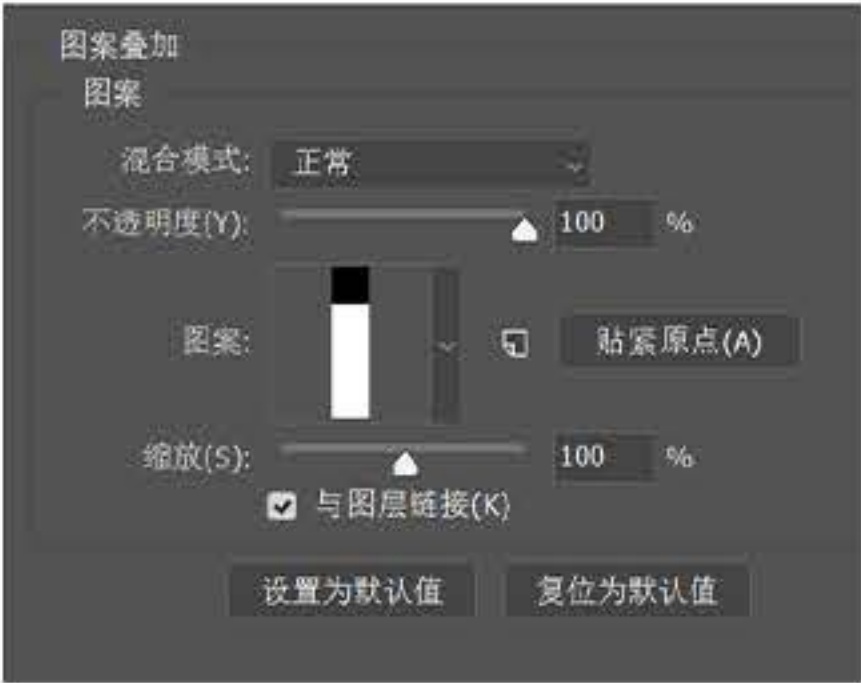 图案叠加
图案
混合模式: 正常
不透明度(Y): 100 %
图案: 贴紧原点(A)
缩放(S): 100 %
与图层链接(K)
设置为默认值 复位为默认值